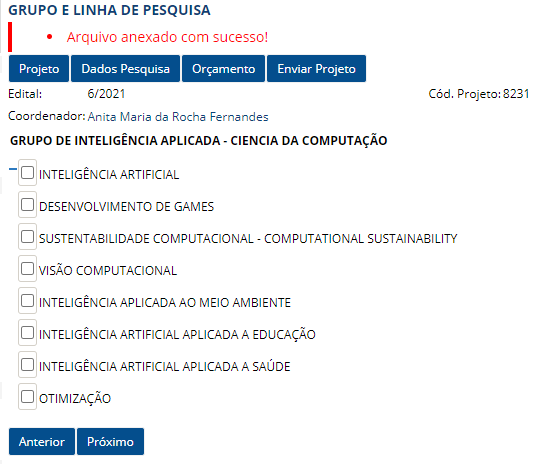 GRUPO E LINHA DE PESQUISA
• Arquivo anexado com sucesso!
Projeto Dados Pesquisa Orçamento Enviar Projeto
Edital: 6/2021 Cód. Projeto: 8231
Coordenador: Anita Maria da Rocha Fernandes
GRUPO DE INTELIGÊNCIA APLICADA - CIENCIA DA COMPUTAÇÃO
INTELIGÊNCIA ARTIFICIAL
DESENVOLVIMENTO DE GAMES
SUSTENTABILIDADE COMPUTACIONAL - COMPUTATIONAL SUSTAINABILITY
VISÃO COMPUTACIONAL
INTELIGÊNCIA APLICADA AO MEIO AMBIENTE
INTELIGÊNCIA ARTIFICIAL APLICADA A EDUCAÇÃO
INTELIGÊNCIA ARTIFICIAL APLICADA A SAÚDE
OTIMIZAÇÃO
Anterior Próximo